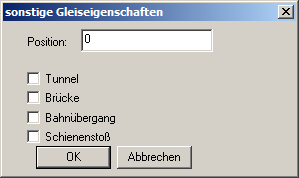 sonstige Gleiseigenschaften
Position: 0
Tunnel
Brücke
Bahnübergang
Schienenstoß
OK Abbrechen